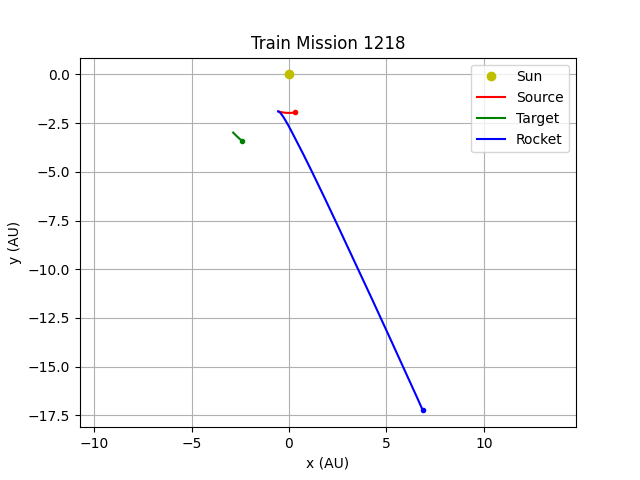 Train Mission 1218
Sun
Source
Target
Rocket
0.0
−2.5
−5.0
−7.5
−10.0
−12.5
−15.0
−17.5
y (AU)
−10
−5
0
5
10
x (AU)